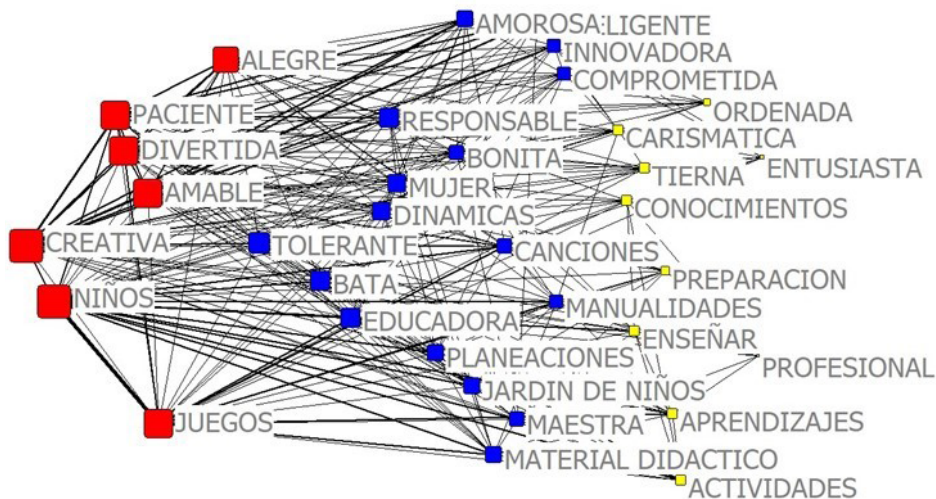 AMOROSA
LIGENTE
INNOVADORA
ALEGRE
COMPROMETIDA
ORDENADA
PACIENTE
RESPONSABLE
CARISMATICA
DIVERTIDA
BONITA
ENTUSIASTA
TIERNA
AMABLE
MUJER
CONOCIMIENTOS
DINAMICAS
CREATIVA
TOLERANTE
CANCIONES
PREPARACION
BATA
NIÑOS
MANUALIDADES
EDUCADORA
ENSEÑAR
PLANEACIONES
PROFESIONAL
JARDIN DE NIÑOS
JUEGOS
MAESTRA
APRENDIZAJES
MATERIAL DIDACTICO
ACTIVIDADES